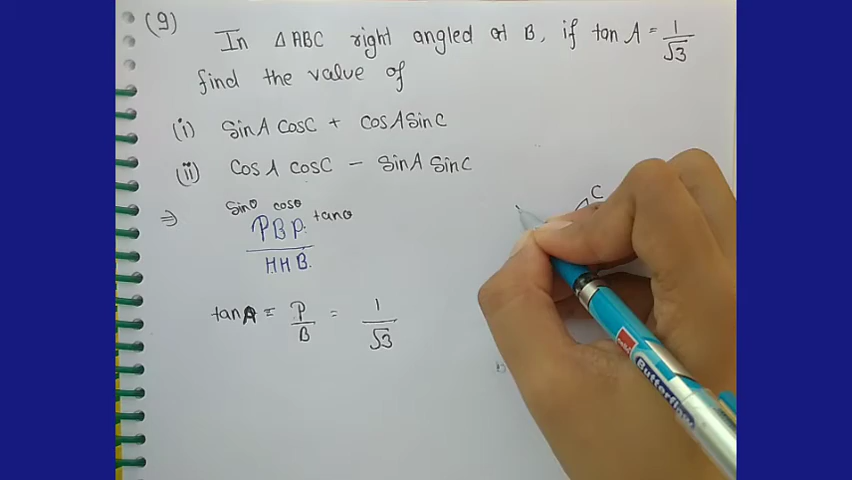 (9) In △ABC right angled at B, if tan A = 1/√3
find the value of
(i) SinA CosC + CosA SinC
(ii) CosA CosC − SinA SinC
⇒ Sinθ Cosθ tanθ
P B P
H H B
tanA = P/B = 1/√3
C
Butterflow